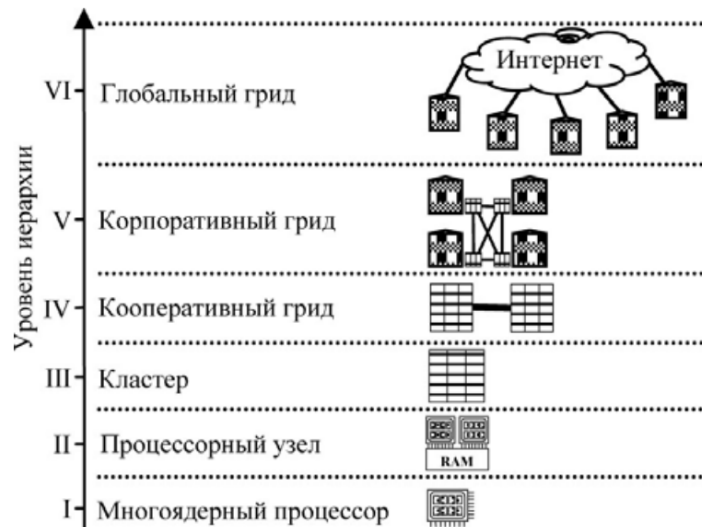 Уровень иерархии
VI Глобальный грид
Интернет
V Корпоративный грид
IV Кооперативный грид
III Кластер
II Процессорный узел
RAM
I Многоядерный процессор